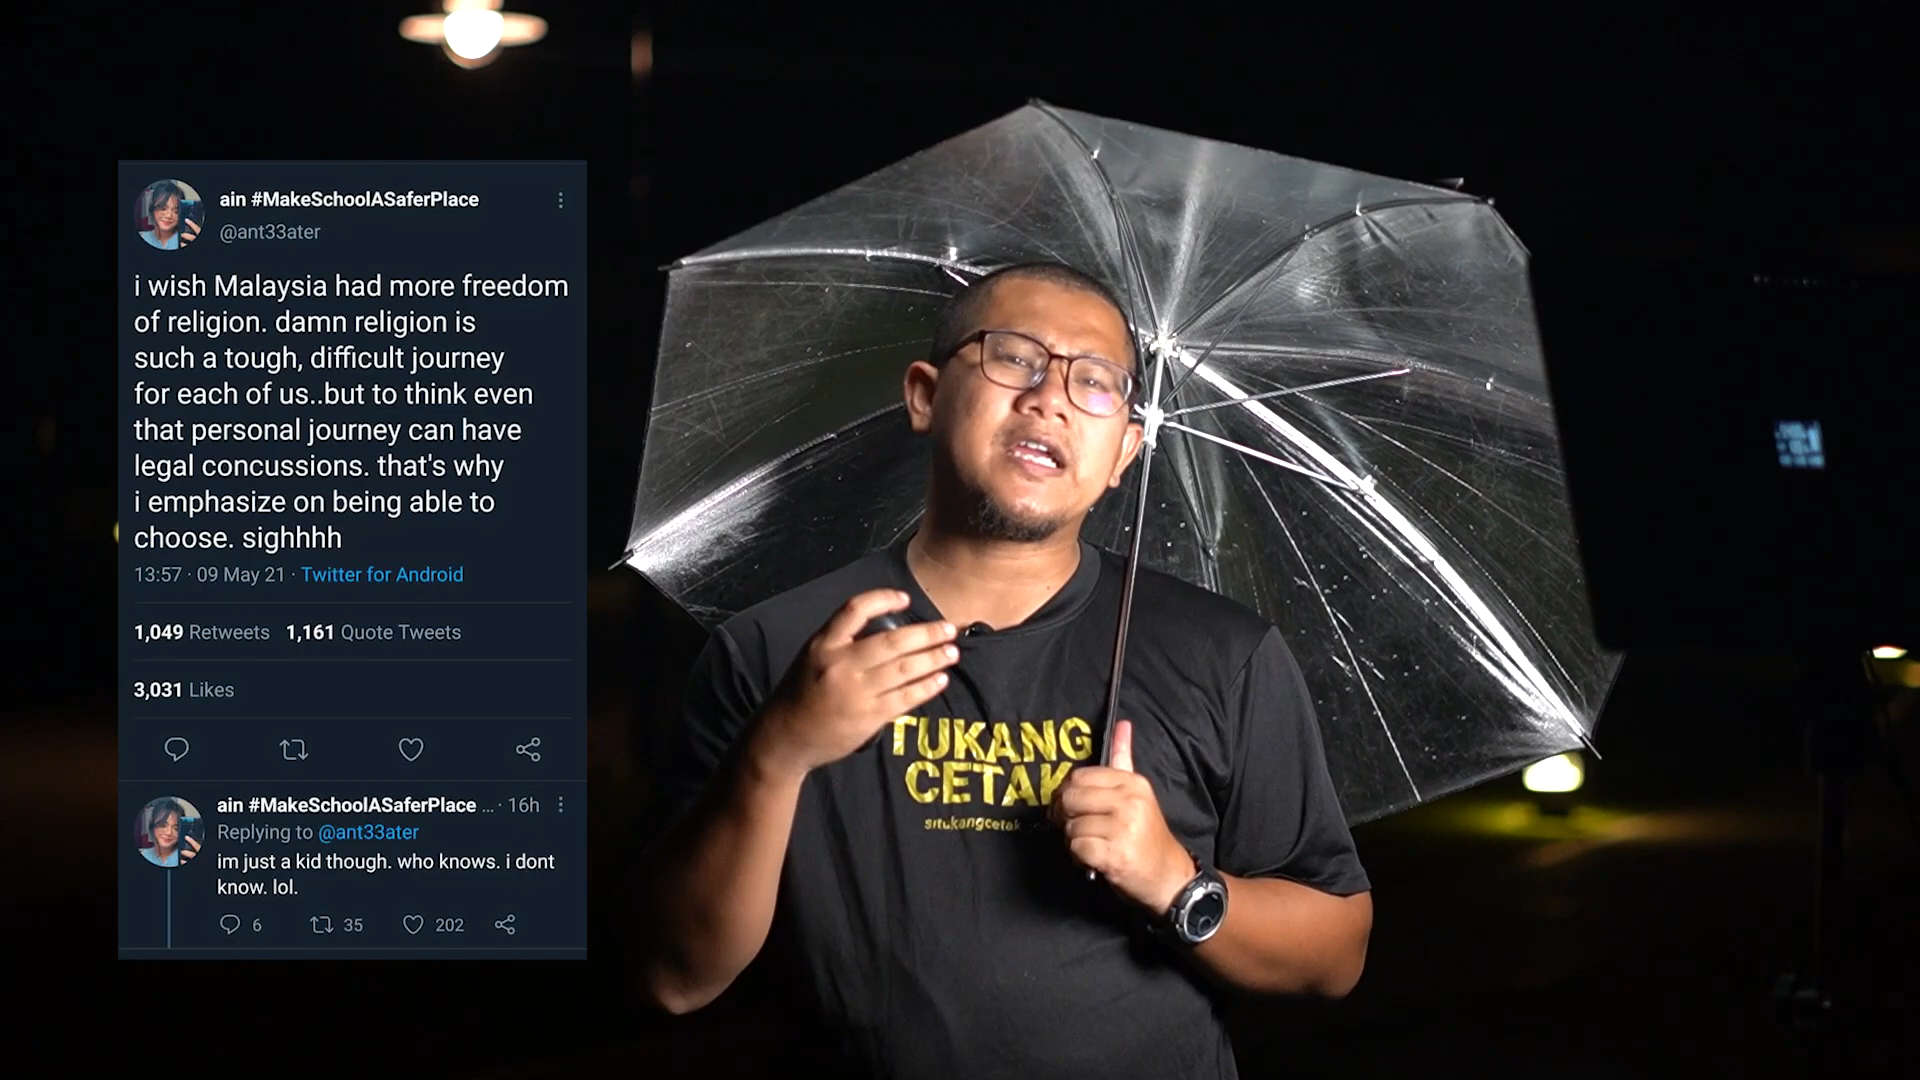 ain #MakeSchoolASaferPlace
@ant33ater
i wish Malaysia had more freedom
of religion. damn religion is
such a tough, difficult journey
for each of us..but to think even
that personal journey can have
legal concussions. that's why
i emphasize on being able to
choose. sighhhh
13:57 · 09 May 21 · Twitter for Android
1,049 Retweets 1,161 Quote Tweets
3,031 Likes
ain #MakeSchoolASaferPlace ... · 16h
Replying to @ant33ater
im just a kid though. who knows. i dont
know. lol.
6 35 202
TUKANG
CETAK
situkangcetak